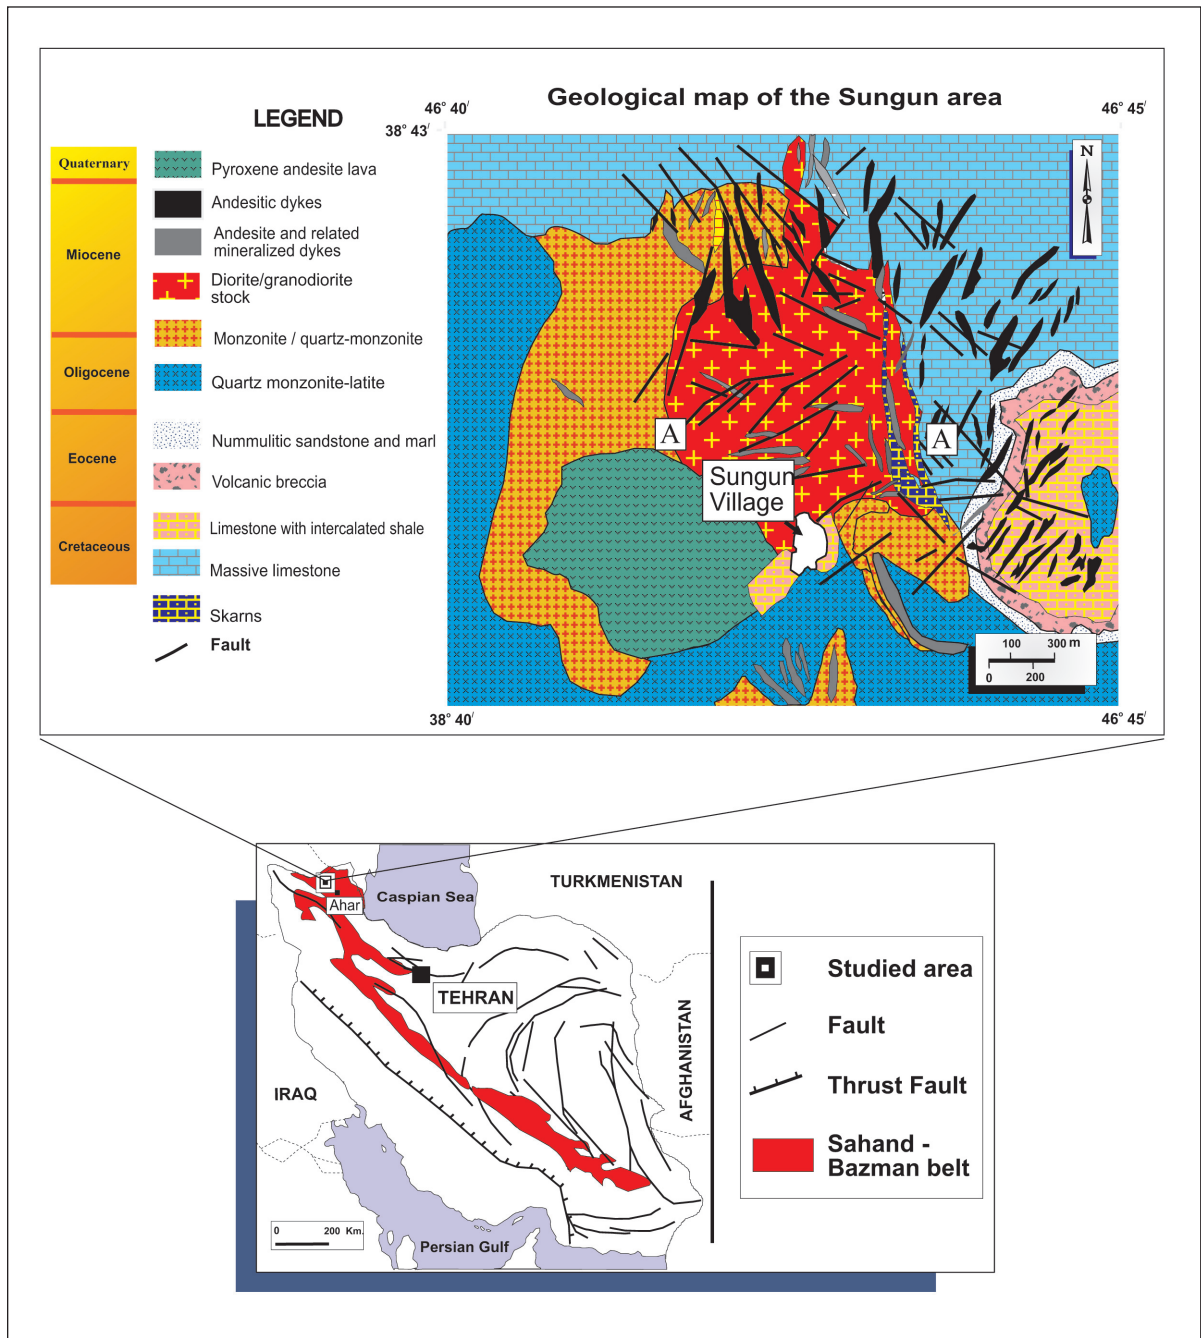 Geological map of the Sungun area
46° 40/
46° 45/
38° 43/
LEGEND
Quaternary
Miocene
Oligocene
Eocene
Cretaceous
Pyroxene andesite lava
Andesitic dykes
Andesite and related
mineralized dykes
Diorite/granodiorite
stock
Monzonite / quartz-monzonite
Quartz monzonite-latite
Nummulitic sandstone and marl
Volcanic breccia
Limestone with intercalated shale
Massive limestone
Skarns
Fault
N
A
A
Sungun
Village
100 300 m
0 200
38° 40/
46° 45/
Caspian Sea
TURKMENISTAN
Ahar
TEHRAN
AFGHANISTAN
IRAQ
Persian Gulf
0 200 Km.
Studied area
Fault
Thrust Fault
Sahand -
Bazman belt